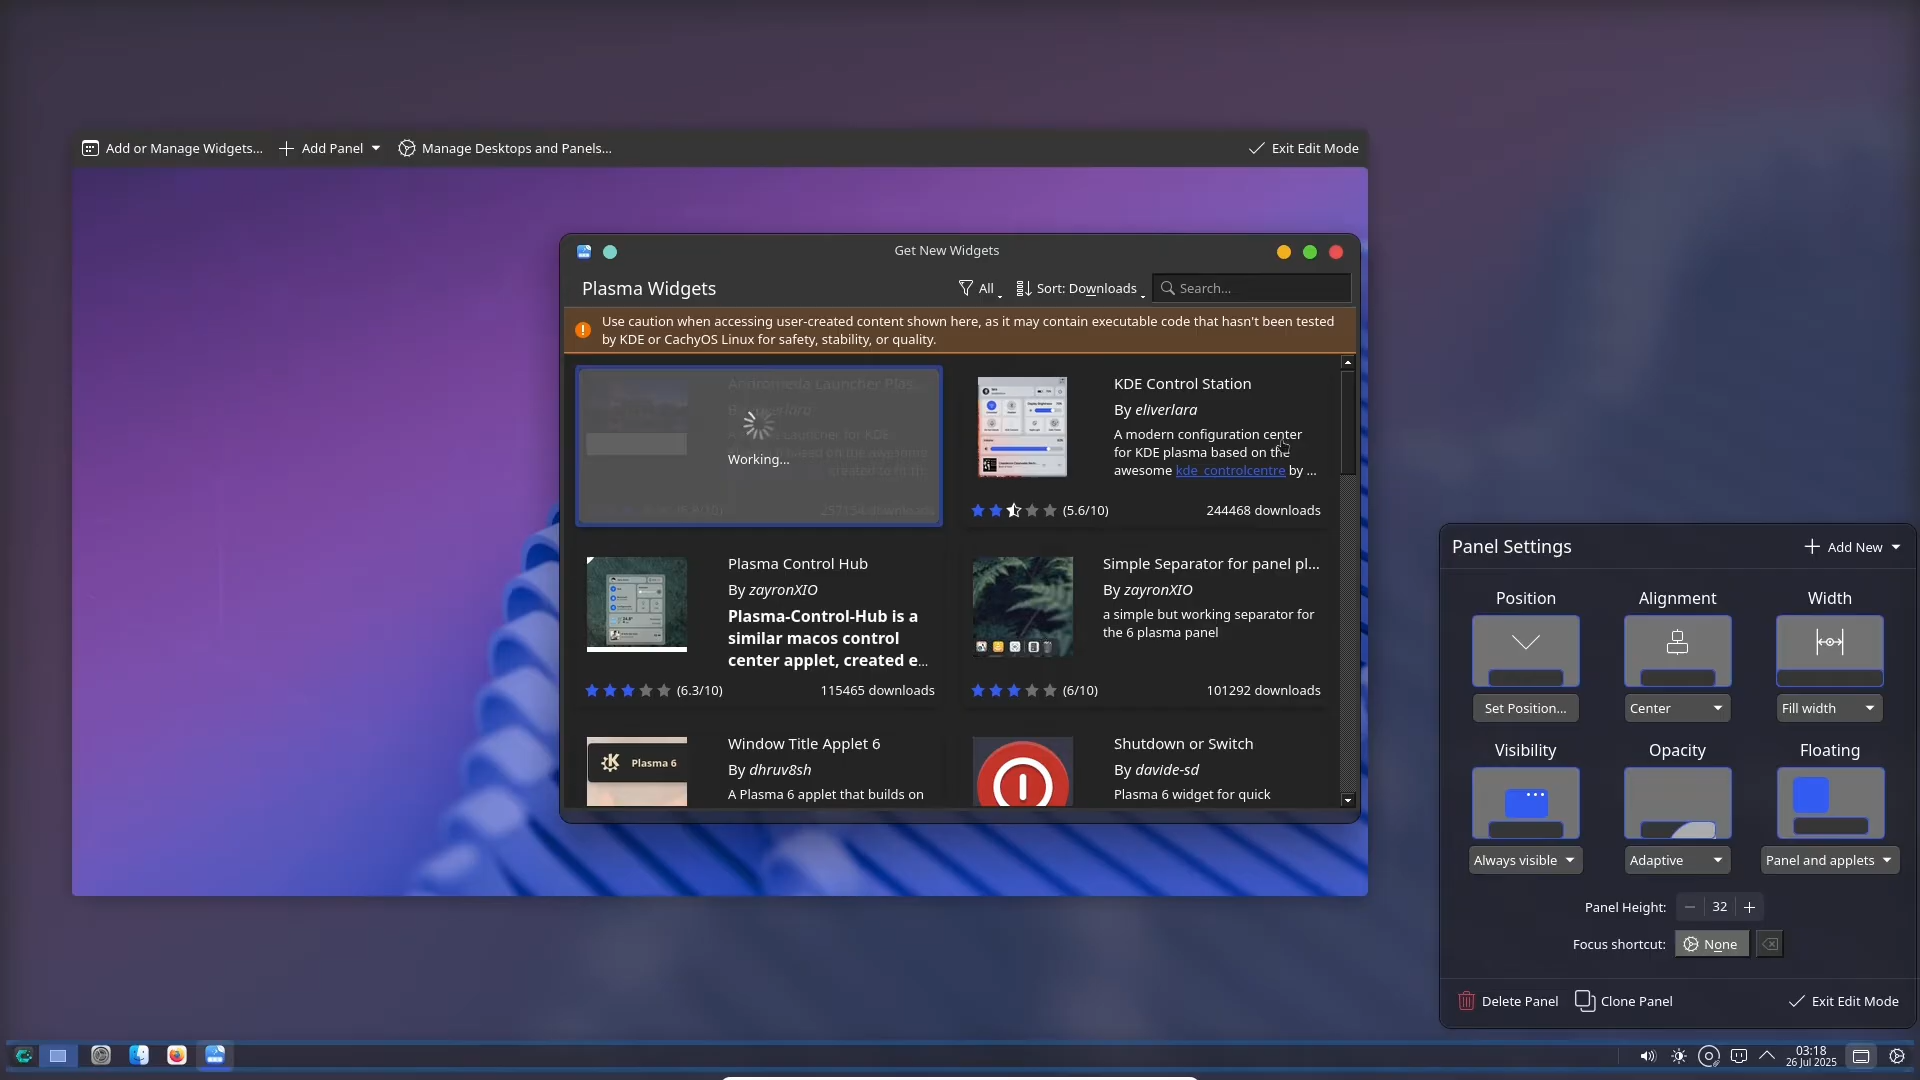 Add or Manage Widgets... Add Panel Manage Desktops and Panels... Exit Edit Mode
Get New Widgets
Plasma Widgets All Sort: Downloads Search...
Use caution when accessing user-created content shown here, as it may contain executable code that hasn't been tested
by KDE or CachyOS Linux for safety, stability, or quality.
Andromeda Launcher Plas...
Working...
297154 downloads
KDE Control Station
By eliverlara
A modern configuration center
for KDE plasma based on the
awesome kde_controlcentre by ...
(5.6/10) 244468 downloads
Plasma Control Hub
By zayronXIO
Plasma-Control-Hub is a
similar macos control
center applet, created e...
(6.3/10) 115465 downloads
Simple Separator for panel pl...
By zayronXIO
a simple but working separator for
the 6 plasma panel
(6/10) 101292 downloads
Plasma 6
Window Title Applet 6
By dhruv8sh
A Plasma 6 applet that builds on
Shutdown or Switch
By davide-sd
Plasma 6 widget for quick
Panel Settings Add New
Position Alignment Width
Set Position... Center Fill width
Visibility Opacity Floating
Always visible Adaptive Panel and applets
Panel Height: 32
Focus shortcut: None
Delete Panel Clone Panel Exit Edit Mode
03:18
26 Jul 2025